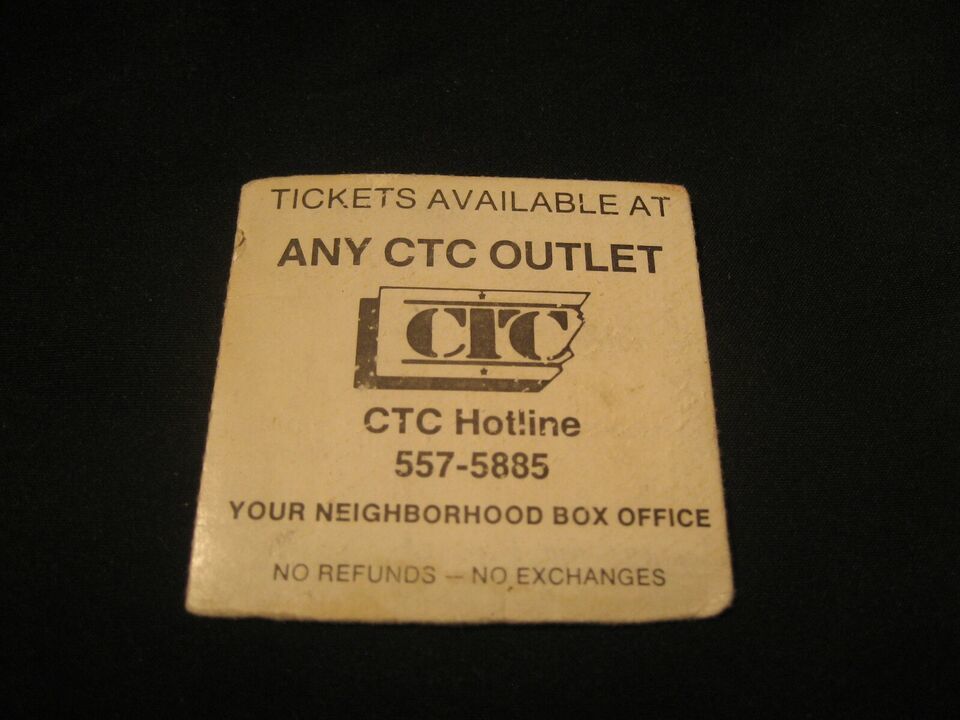 TICKETS AVAILABLE AT
ANY CTC OUTLET
CTC
CTC Hotline
557-5885
YOUR NEIGHBORHOOD BOX OFFICE
NO REFUNDS — NO EXCHANGES